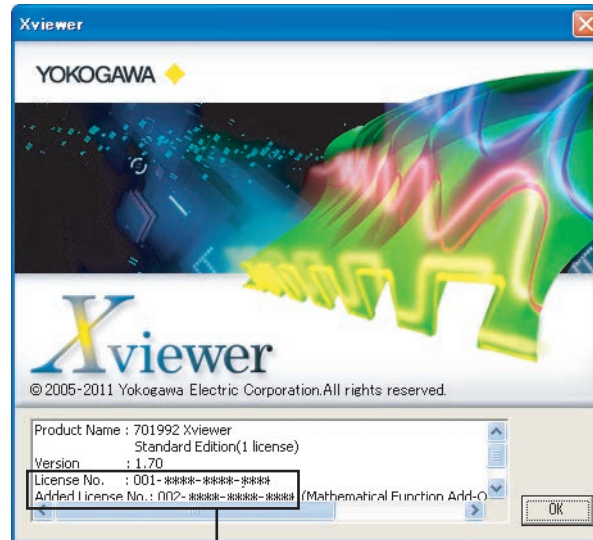 Xviewer
YOKOGAWA
Xviewer
© 2005-2011 Yokogawa Electric Corporation.All rights reserved.
Product Name : 701992 Xviewer
Standard Edition(1 license)
Version : 1.70
License No. : 001-****-****-****
Added License No.: 002-****-****-**** (Mathematical Function Add-O
OK